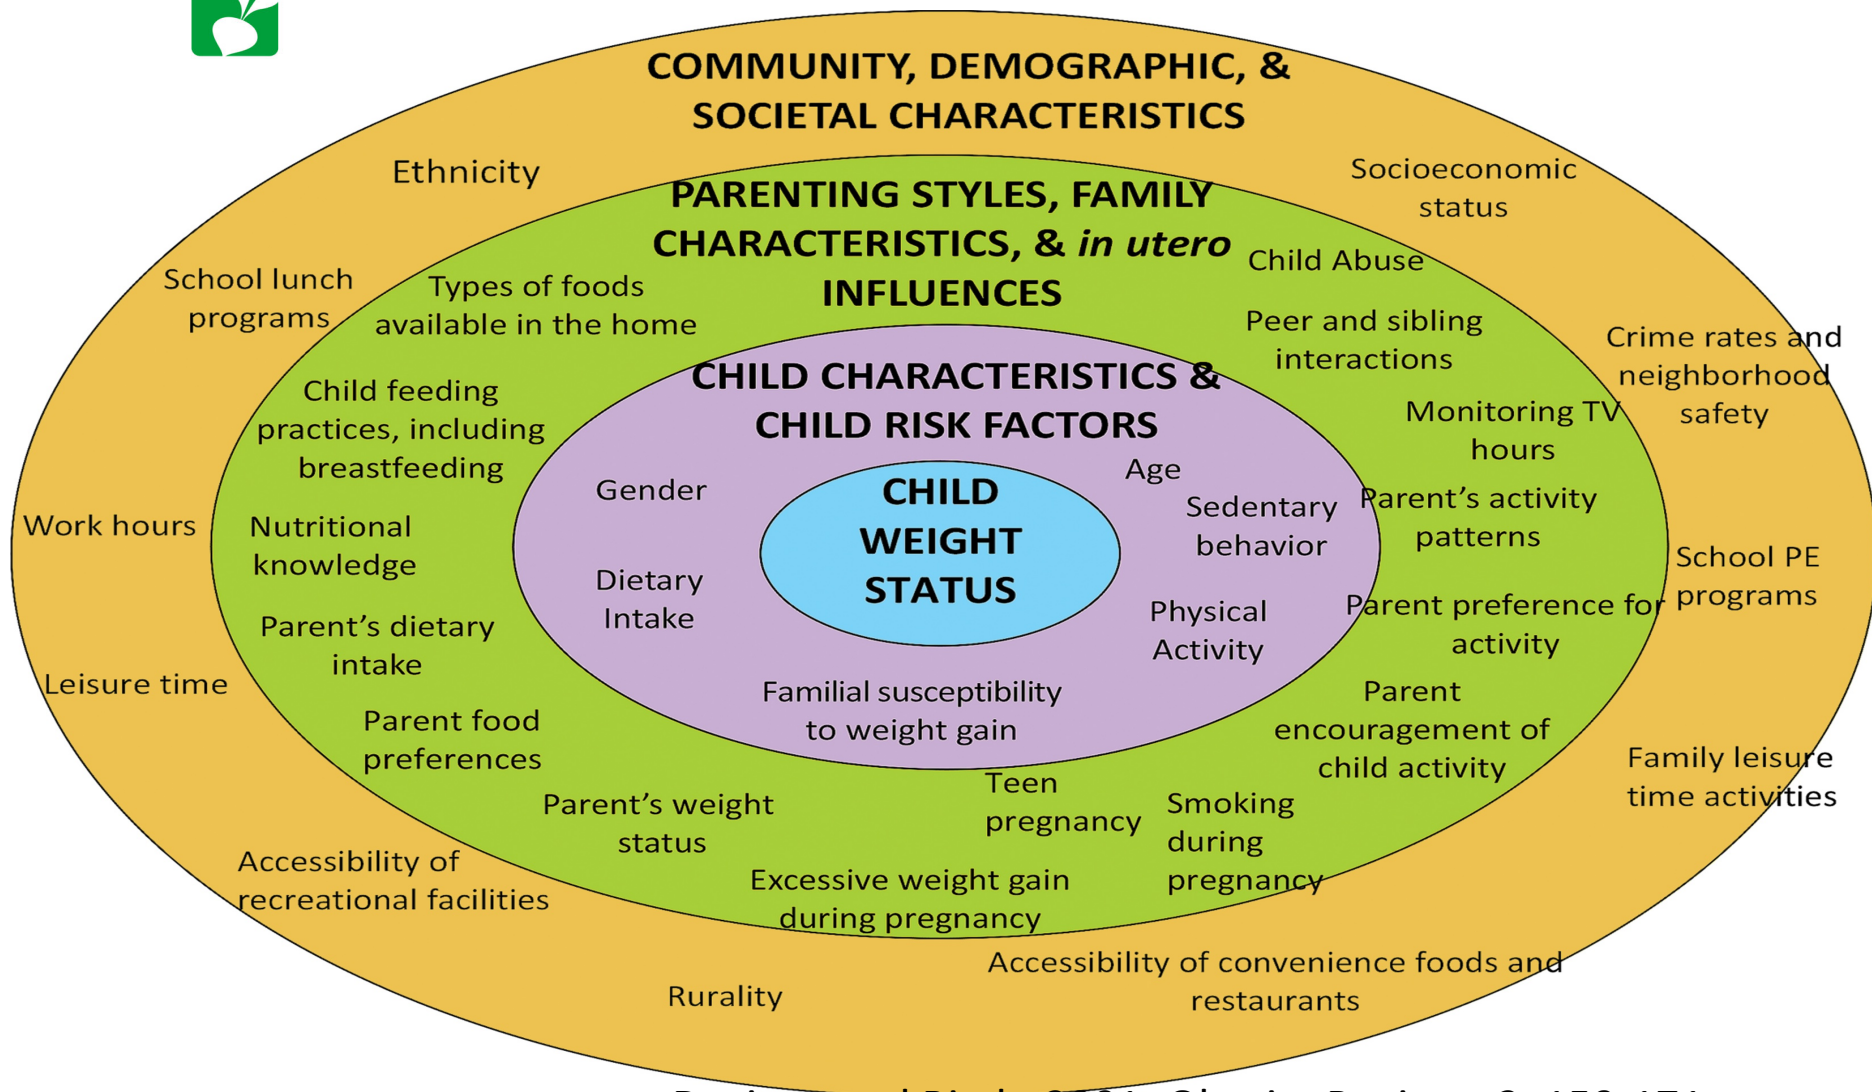 COMMUNITY, DEMOGRAPHIC, &
SOCIETAL CHARACTERISTICS
Ethnicity
Socioeconomic
status
School lunch
programs
Crime rates and
neighborhood
safety
Work hours
School PE
programs
Leisure time
Family leisure
time activities
Accessibility of
recreational facilities
Rurality
Accessibility of convenience foods and
restaurants
PARENTING STYLES, FAMILY
CHARACTERISTICS, & in utero
INFLUENCES
Types of foods
available in the home
Child Abuse
Peer and sibling
interactions
Child feeding
practices, including
breastfeeding
Monitoring TV
hours
Nutritional
knowledge
Parent’s activity
patterns
Parent’s dietary
intake
Parent preference for
activity
Parent food
preferences
Parent
encouragement of
child activity
Parent’s weight
status
Teen
pregnancy
Smoking
during
pregnancy
Excessive weight gain
during pregnancy
CHILD CHARACTERISTICS &
CHILD RISK FACTORS
Gender
Age
Sedentary
behavior
Dietary
Intake
Physical
Activity
Familial susceptibility
to weight gain
CHILD
WEIGHT
STATUS